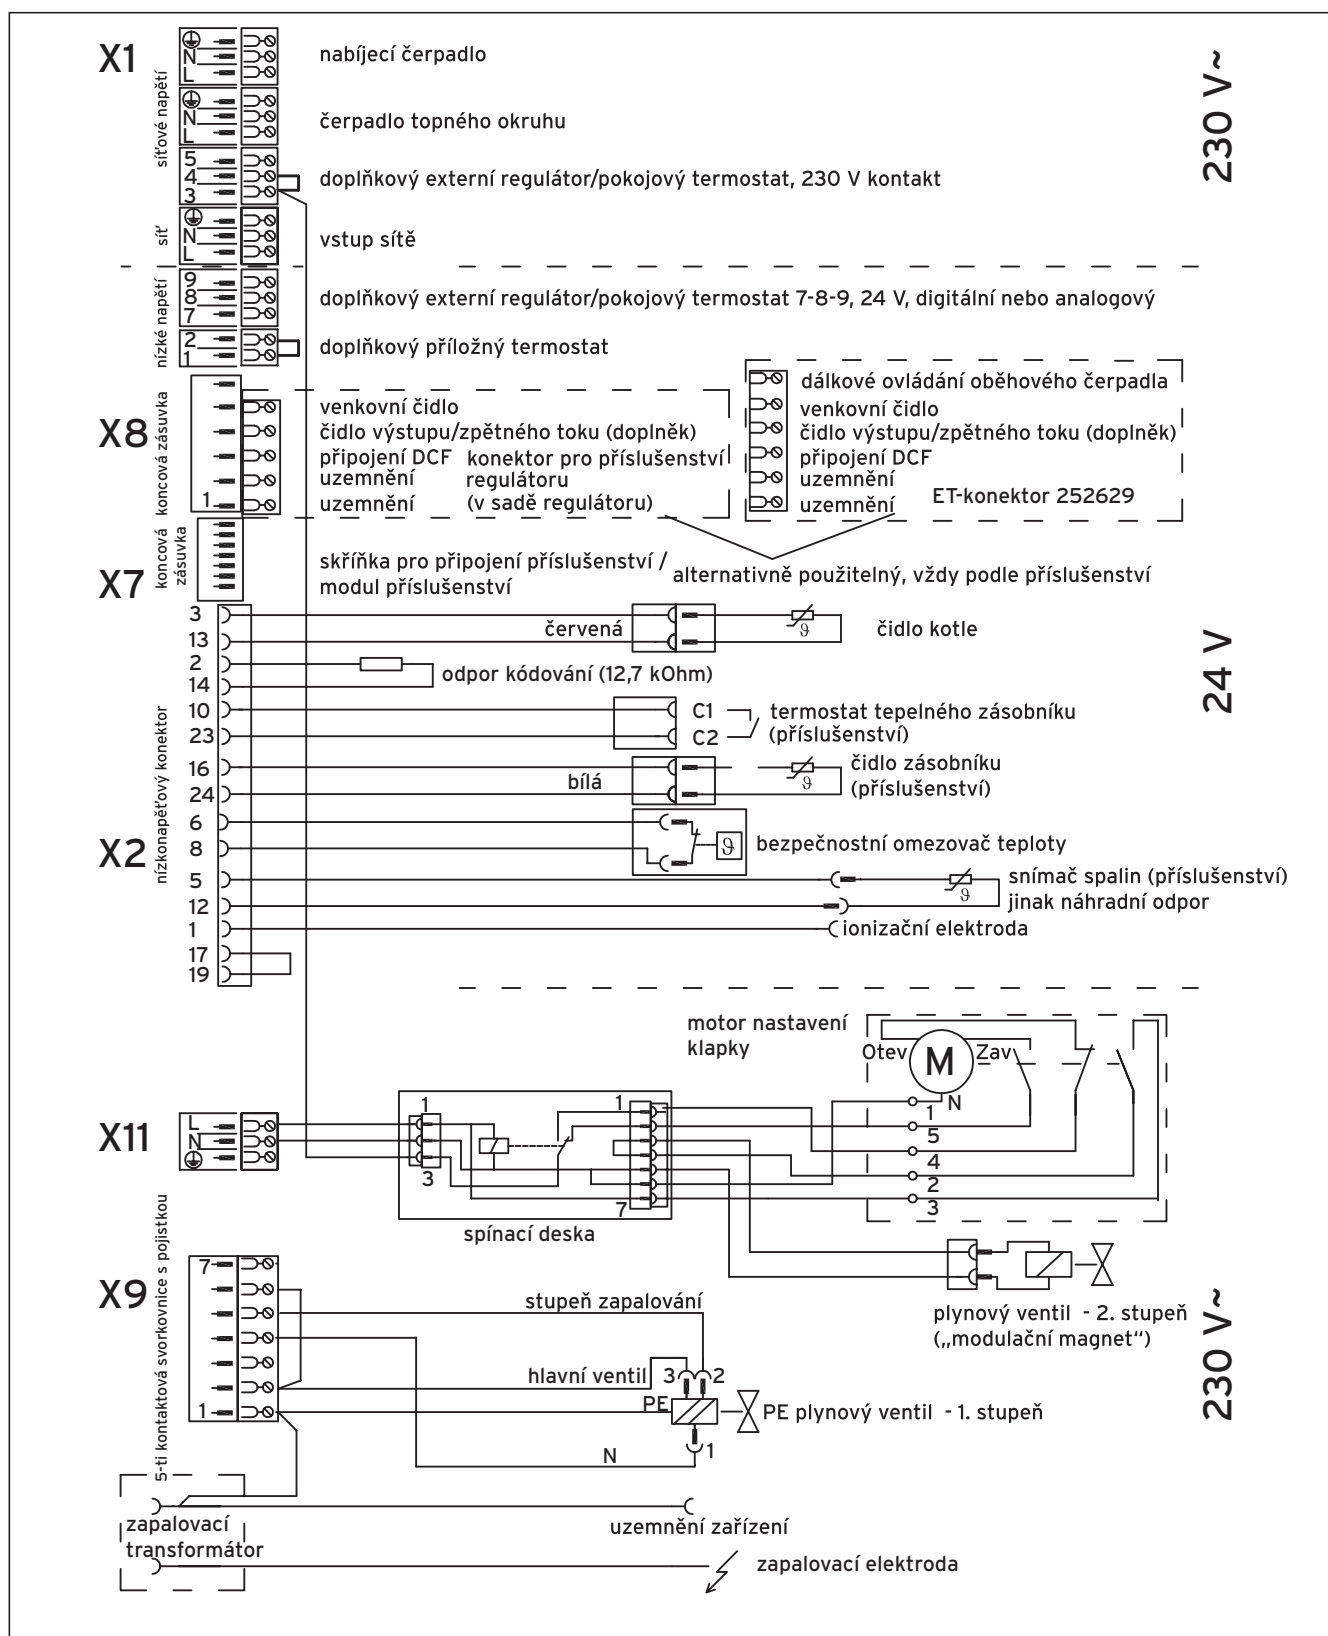 X1
síťové napětí
N
L
nabíjecí čerpadlo
N
L
čerpadlo topného okruhu
5
4
3
doplňkový externí regulátor/pokojový termostat, 230 V kontakt
síť
N
L
vstup sítě
230 V~
nízké napětí
9
8
7
doplňkový externí regulátor/pokojový termostat 7-8-9, 24 V, digitální nebo analogový
2
1
doplňkový příložný termostat
X8
koncová zásuvka
1
venkovní čidlo
čidlo výstupu/zpětného toku (doplněk)
připojení DCF
uzemnění
uzemnění
konektor pro příslušenství
regulátoru
(v sadě regulátoru)
dálkové ovládání oběhového čerpadla
venkovní čidlo
čidlo výstupu/zpětného toku (doplněk)
připojení DCF
uzemnění
uzemnění
ET-konektor 252629
X7
koncová
zásuvka
skříňka pro připojení příslušenství /
modul příslušenství
alternativně použitelný, vždy podle příslušenství
24 V
X2
nízkonapěťový konektor
3
13
červená
ϑ
čidlo kotle
2
14
odpor kódování (12,7 kOhm)
10
23
C1
C2
termostat tepelného zásobníku
(příslušenství)
16
24
bílá
ϑ
čidlo zásobníku
(příslušenství)
6
8
ϑ
bezpečnostní omezovač teploty
5
12
ϑ
snímač spalin (příslušenství)
jinak náhradní odpor
1
ionizační elektroda
17
19
motor nastavení
klapky
Otev
M
Zav
N
1
5
4
2
3
X11
L
N
1
3
1
7
spínací deska
X9
5-ti kontaktová svorkovnice s pojistkou
7
1
stupeň zapalování
hlavní ventil
3
2
PE
PE plynový ventil - 1. stupeň
N
1
plynový ventil - 2. stupeň
(„modulační magnet“)
230 V~
zapalovací
transformátor
uzemnění zařízení
zapalovací elektroda